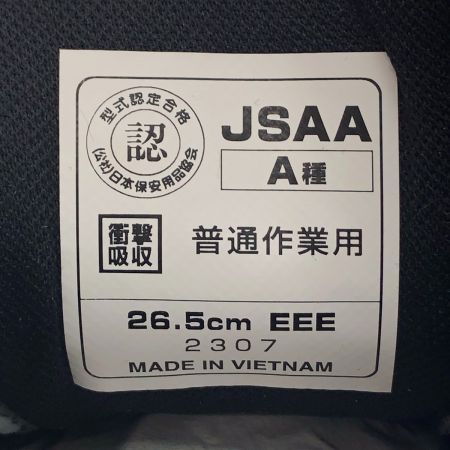 型式認定合格
認
(公社)日本保安用品協会
JSAA
A種
衝撃
吸収
普通作業用
26.5cm EEE
2307
MADE IN VIETNAM